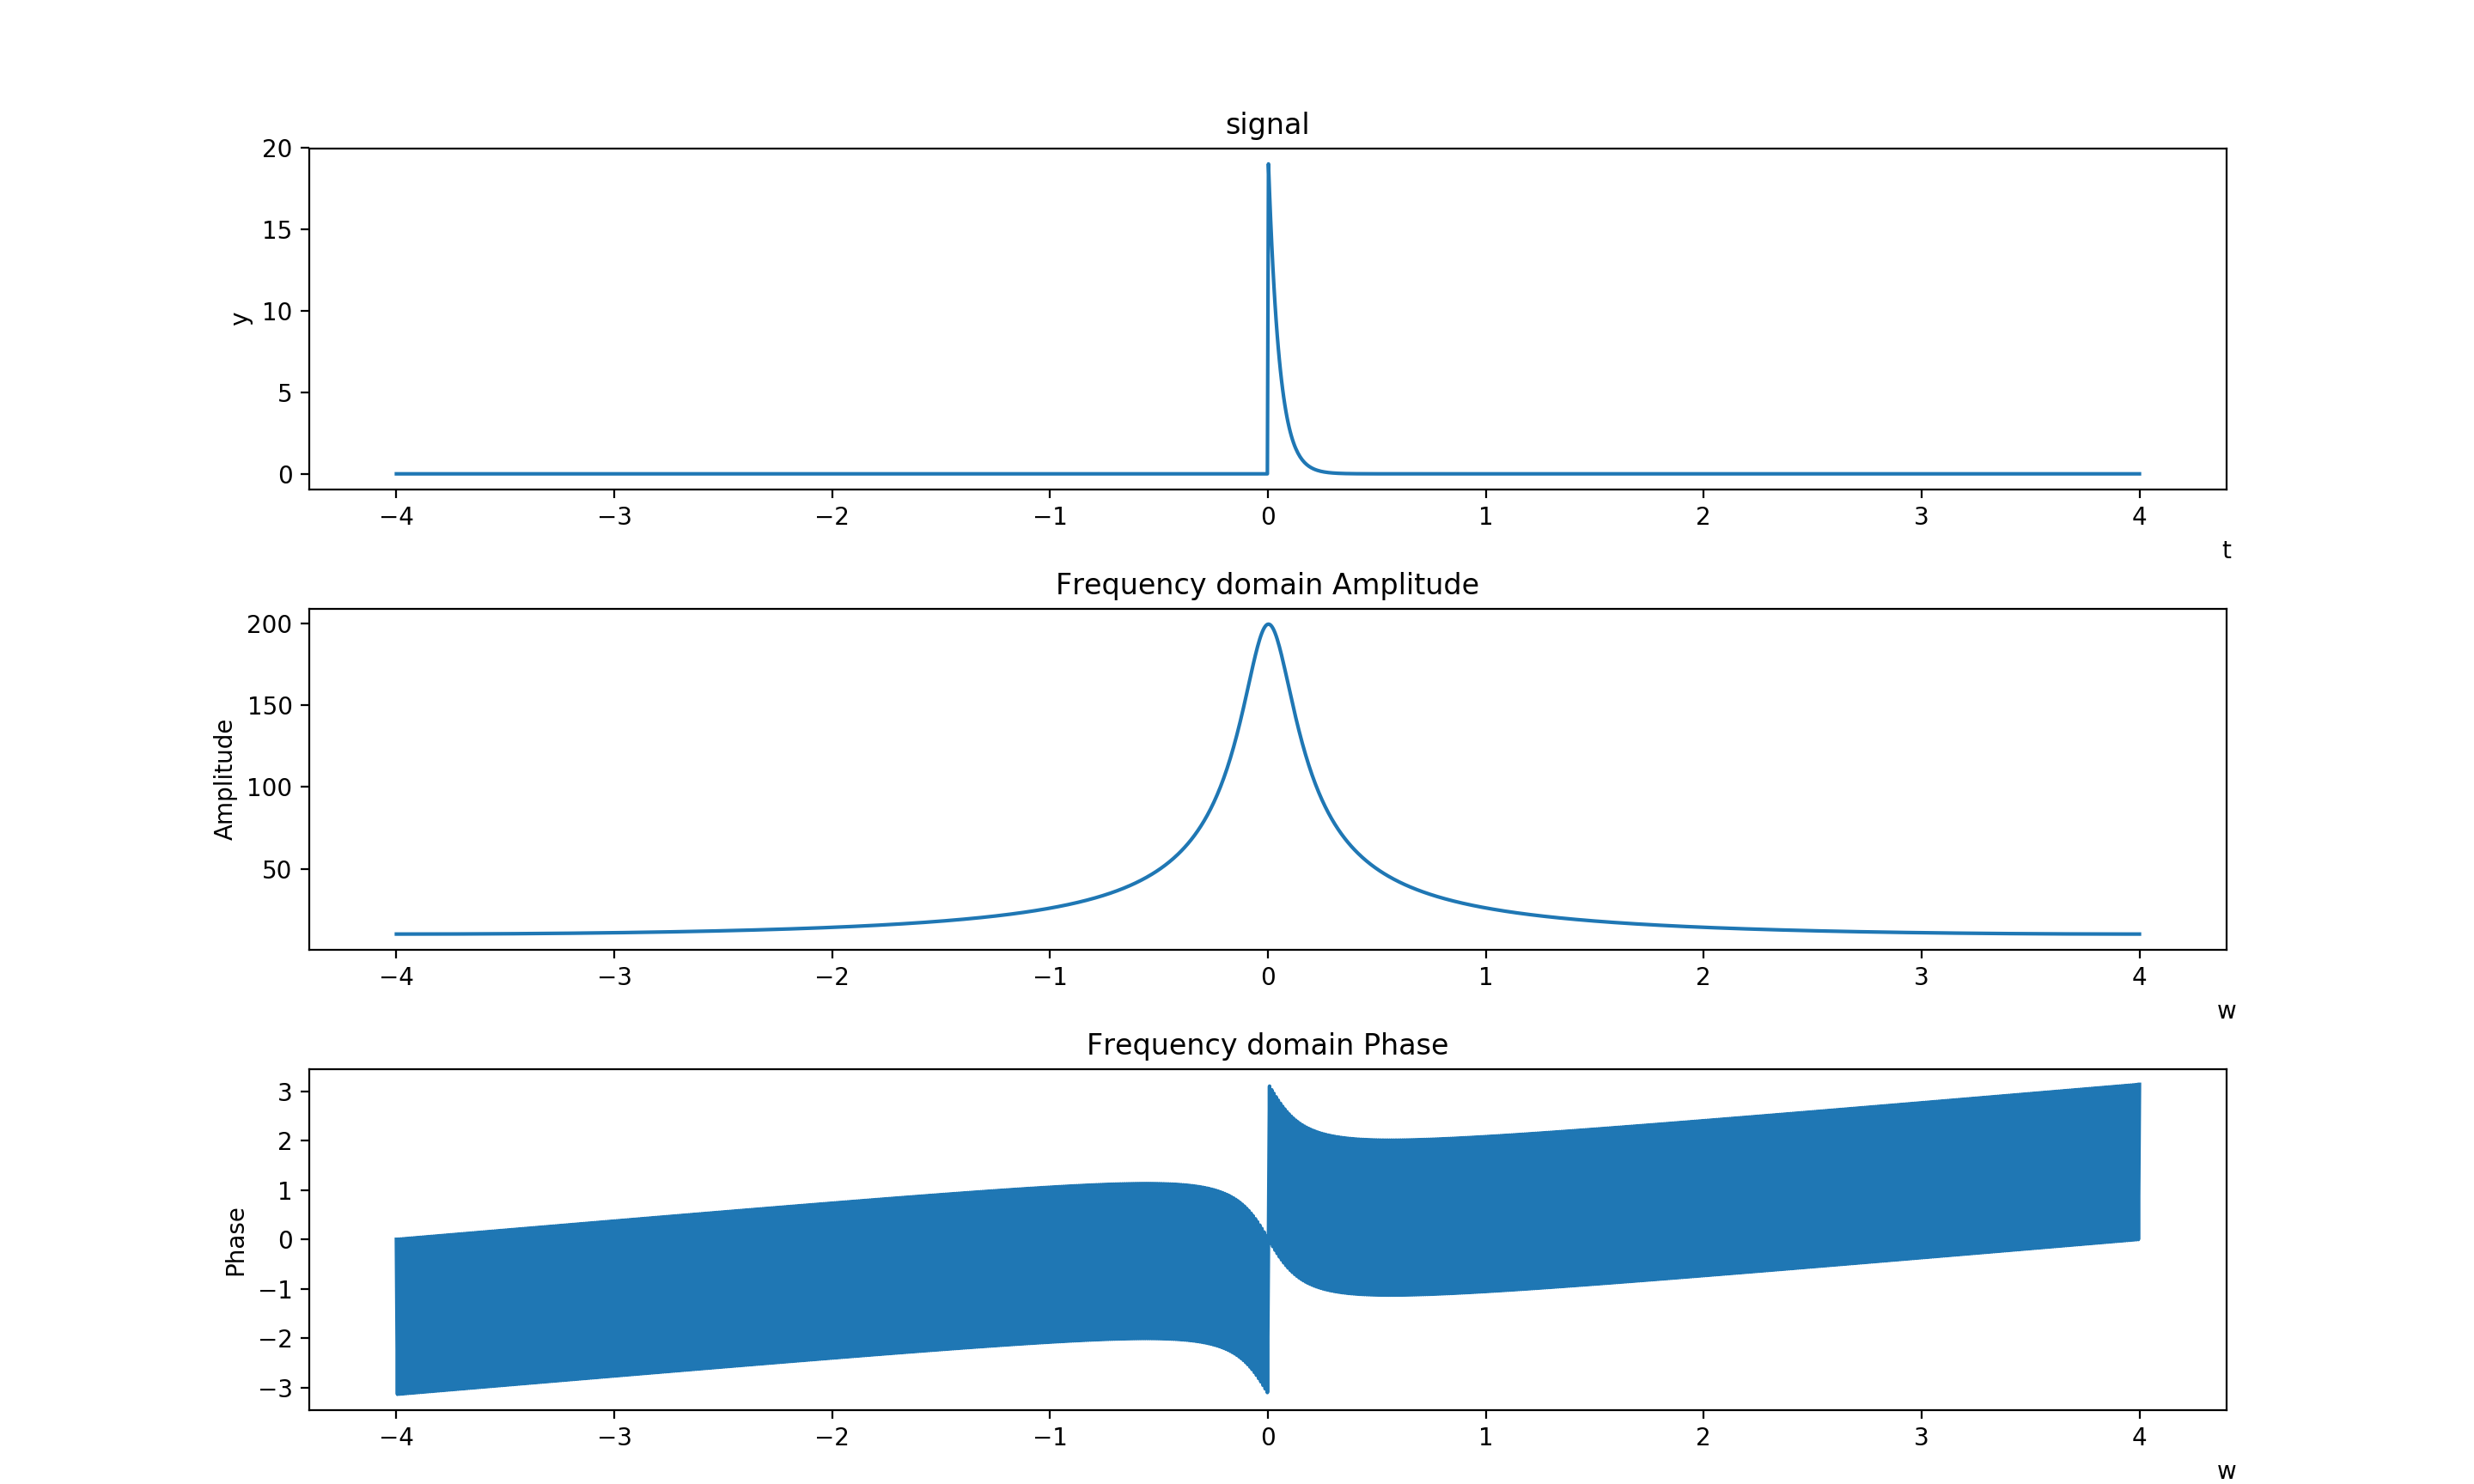 signal
20
15
10
5
0
y
−4 −3 −2 −1 0 1 2 3 4
t
Frequency domain Amplitude
200
150
100
50
Amplitude
−4 −3 −2 −1 0 1 2 3 4
w
Frequency domain Phase
3
2
1
0
−1
−2
−3
Phase
−4 −3 −2 −1 0 1 2 3 4
w